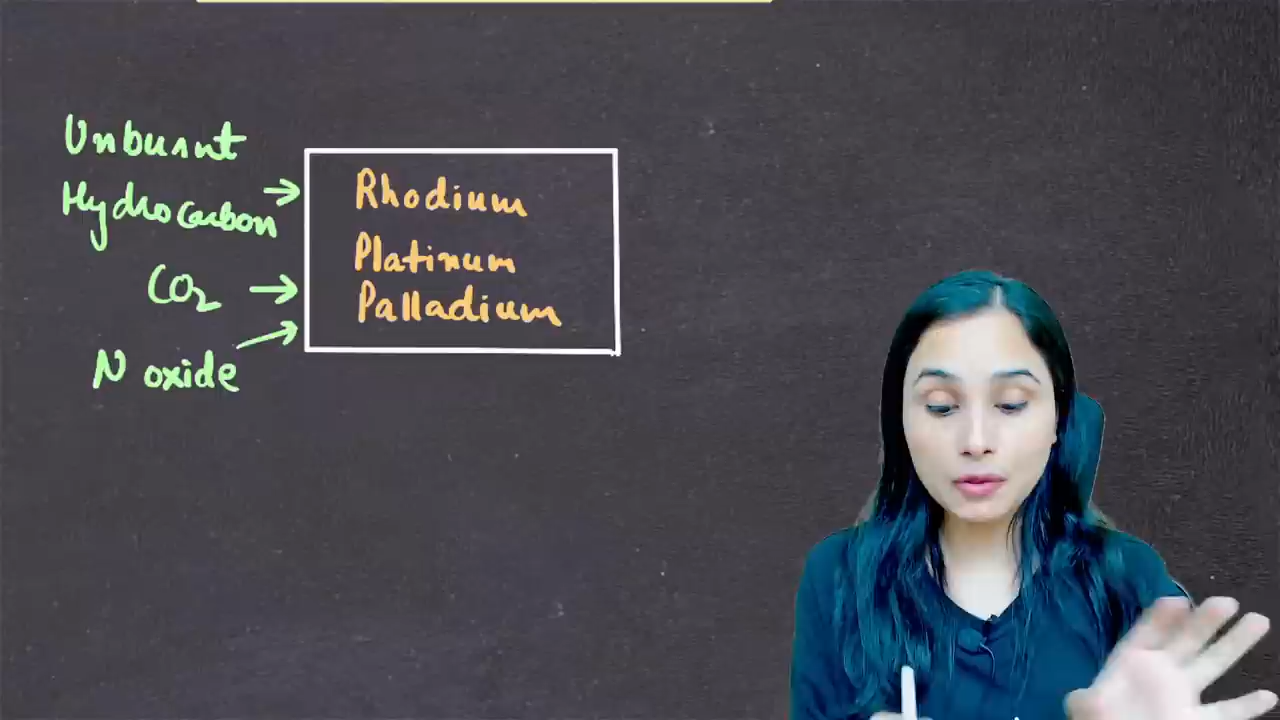 Unburnt
Hydrocarbon
CO2
N oxide
Rhodium
Platinum
Palladium